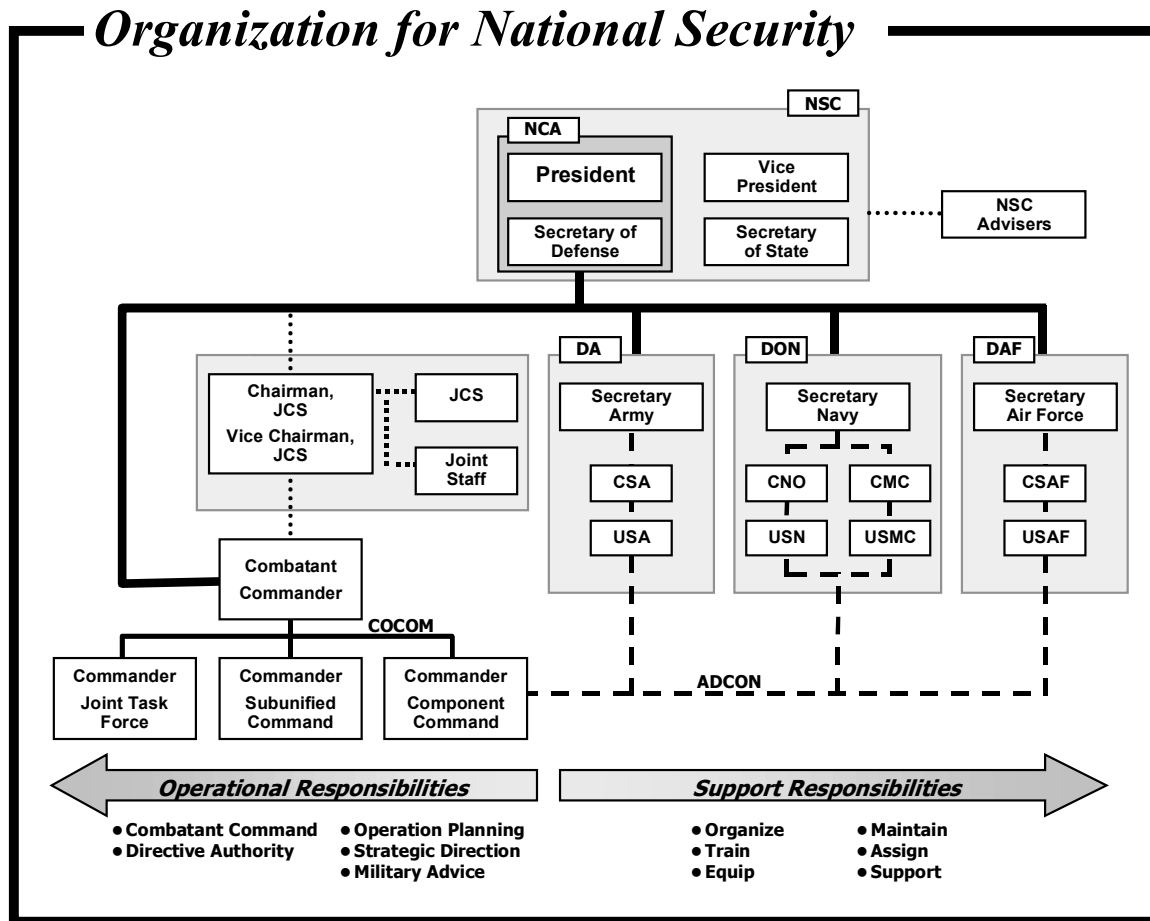 Organization for National Security
NSC
NCA
President
Vice
President
Secretary of
Defense
Secretary
of State
NSC
Advisers
DA
DON
DAF
Chairman,
JCS
Vice Chairman,
JCS
JCS
Joint
Staff
Secretary
Army
CSA
USA
Secretary
Navy
CNO
CMC
USN
USMC
Secretary
Air Force
CSAF
USAF
Combatant
Commander
COCOM
Commander
Joint Task
Force
Commander
Subunified
Command
Commander
Component
Command
ADCON
Operational Responsibilities
● Combatant Command
● Directive Authority
● Operation Planning
● Strategic Direction
● Military Advice
Support Responsibilities
● Organize
● Train
● Equip
● Maintain
● Assign
● Support